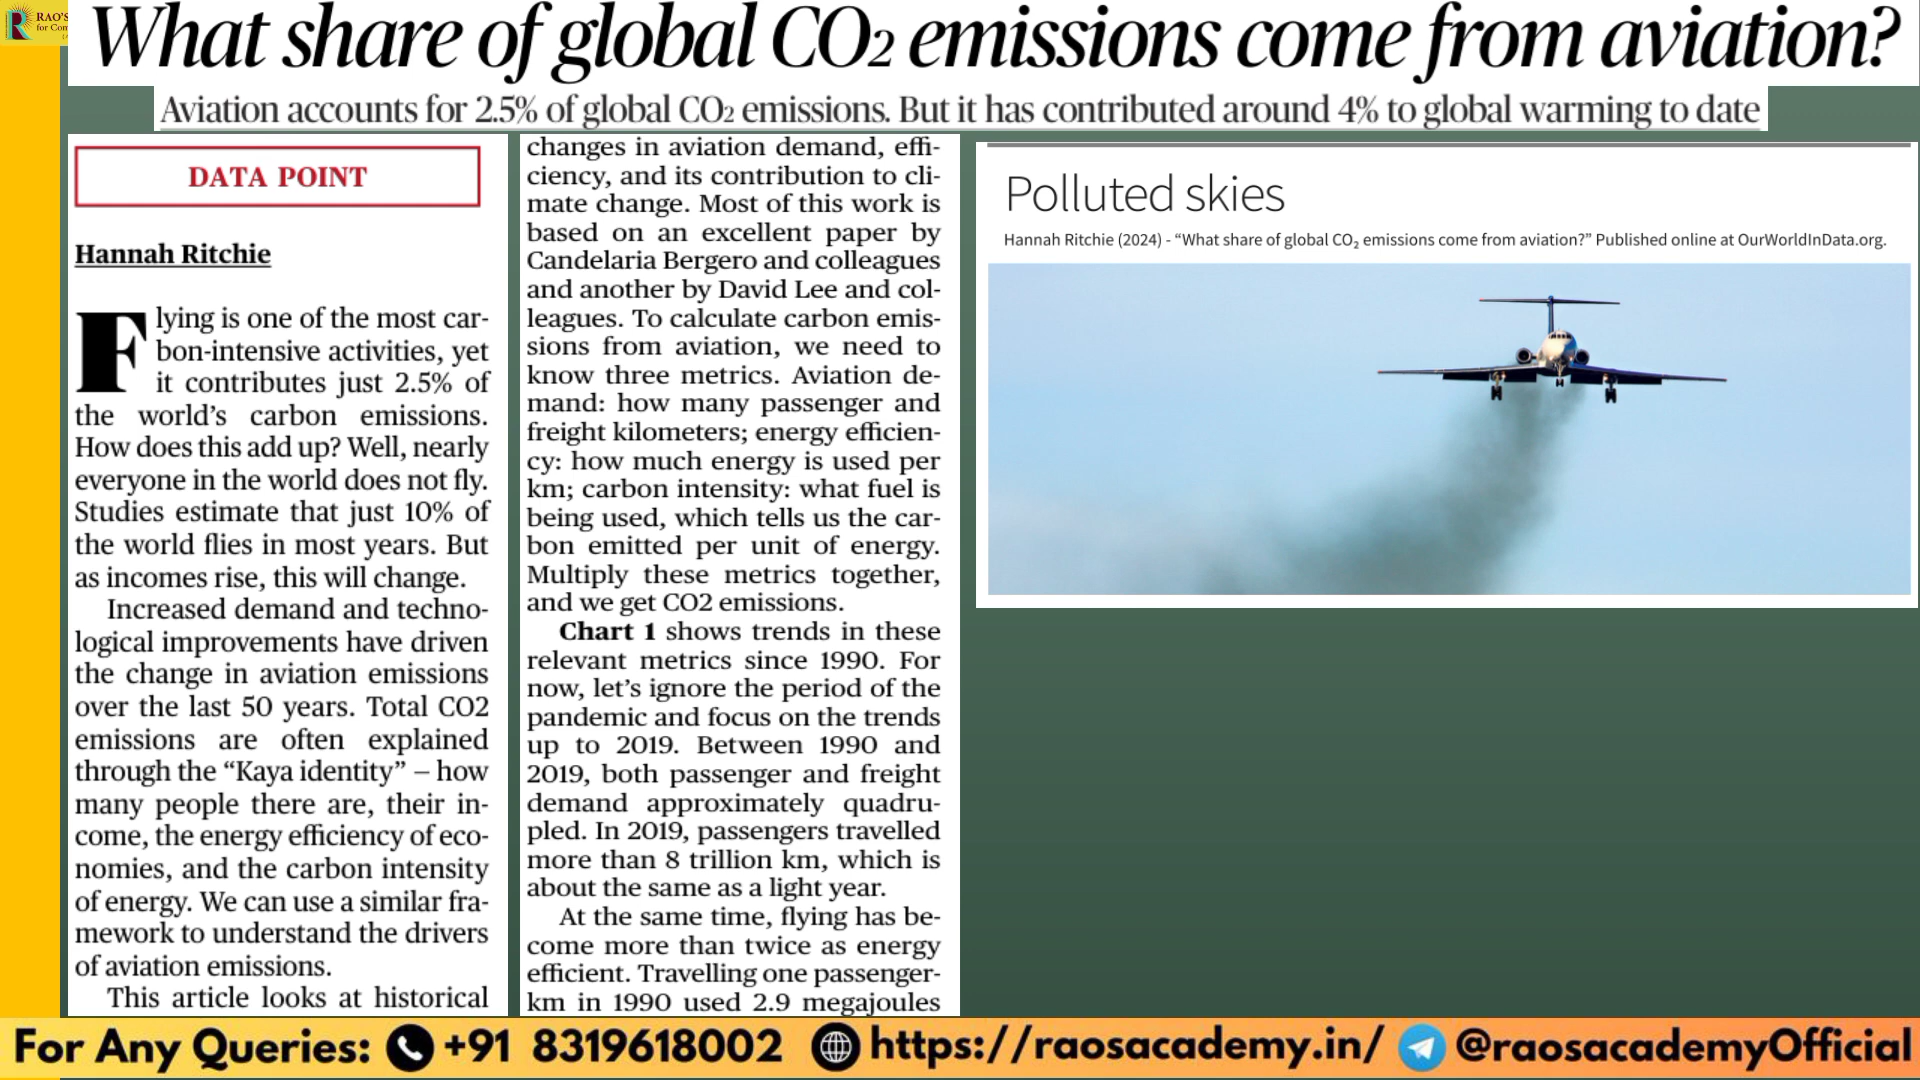 RAO'S
for Com
What share of global CO2 emissions come from aviation?
Aviation accounts for 2.5% of global CO2 emissions. But it has contributed around 4% to global warming to date
DATA POINT
Hannah Ritchie
Flying is one of the most car-
bon-intensive activities, yet
it contributes just 2.5% of
the world's carbon emissions.
How does this add up? Well, nearly
everyone in the world does not fly.
Studies estimate that just 10% of
the world flies in most years. But
as incomes rise, this will change.
Increased demand and techno-
logical improvements have driven
the change in aviation emissions
over the last 50 years. Total CO2
emissions are often explained
through the “Kaya identity” – how
many people there are, their in-
come, the energy efficiency of eco-
nomies, and the carbon intensity
of energy. We can use a similar fra-
mework to understand the drivers
of aviation emissions.
This article looks at historical
changes in aviation demand, effi-
ciency, and its contribution to cli-
mate change. Most of this work is
based on an excellent paper by
Candelaria Bergero and colleagues
and another by David Lee and col-
leagues. To calculate carbon emis-
sions from aviation, we need to
know three metrics. Aviation de-
mand: how many passenger and
freight kilometers; energy efficien-
cy: how much energy is used per
km; carbon intensity: what fuel is
being used, which tells us the car-
bon emitted per unit of energy.
Multiply these metrics together,
and we get CO2 emissions.
Chart 1 shows trends in these
relevant metrics since 1990. For
now, let's ignore the period of the
pandemic and focus on the trends
up to 2019. Between 1990 and
2019, both passenger and freight
demand approximately quadru-
pled. In 2019, passengers travelled
more than 8 trillion km, which is
about the same as a light year.
At the same time, flying has be-
come more than twice as energy
efficient. Travelling one passenger-
km in 1990 used 2.9 megajoules
Polluted skies
Hannah Ritchie (2024) - “What share of global CO₂ emissions come from aviation?” Published online at OurWorldInData.org.
For Any Queries: +91 8319618002 https://raosacademy.in/ @raosacademyOfficial